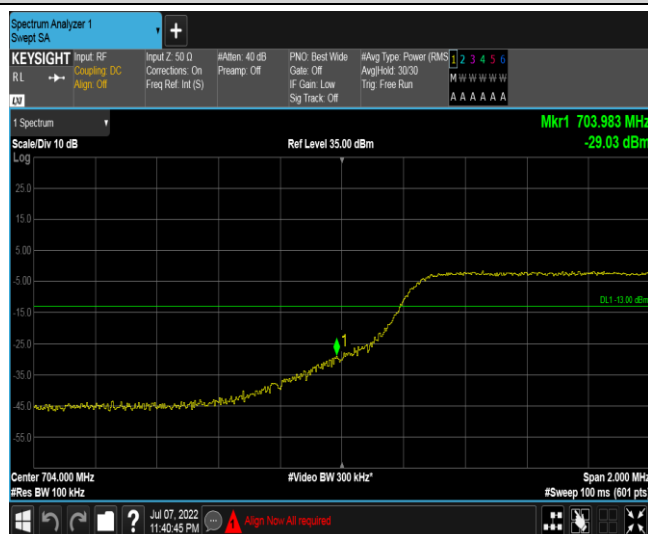 Spectrum Analyzer 1
Swept SA
+
KEYSIGHT
RL
LXI
Input: RF
Coupling: DC
Align: Off
Input Z: 50 Ω
Corrections: On
Freq Ref: Int (S)
#Atten: 40 dB
Preamp: Off
PNO: Best Wide
Gate: Off
IF Gain: Low
Sig Track: Off
#Avg Type: Power (RMS
Avg|Hold: 30/30
Trig: Free Run
1 2 3 4 5 6
M W W W W W
A A A A A A
1 Spectrum
Mkr1 703.983 MHz
Scale/Div 10 dB
Ref Level 35.00 dBm
-29.03 dBm
Log
25.0
15.0
5.00
-5.00
DL1 -13.00 dBm
-15.0
-25.0
1
-35.0
-45.0
-55.0
Center 704.000 MHz
#Video BW 300 kHz*
Span 2.000 MHz
#Res BW 100 kHz
#Sweep 100 ms (601 pts)
?
Jul 07, 2022
11:40:45 PM
Align Now All required